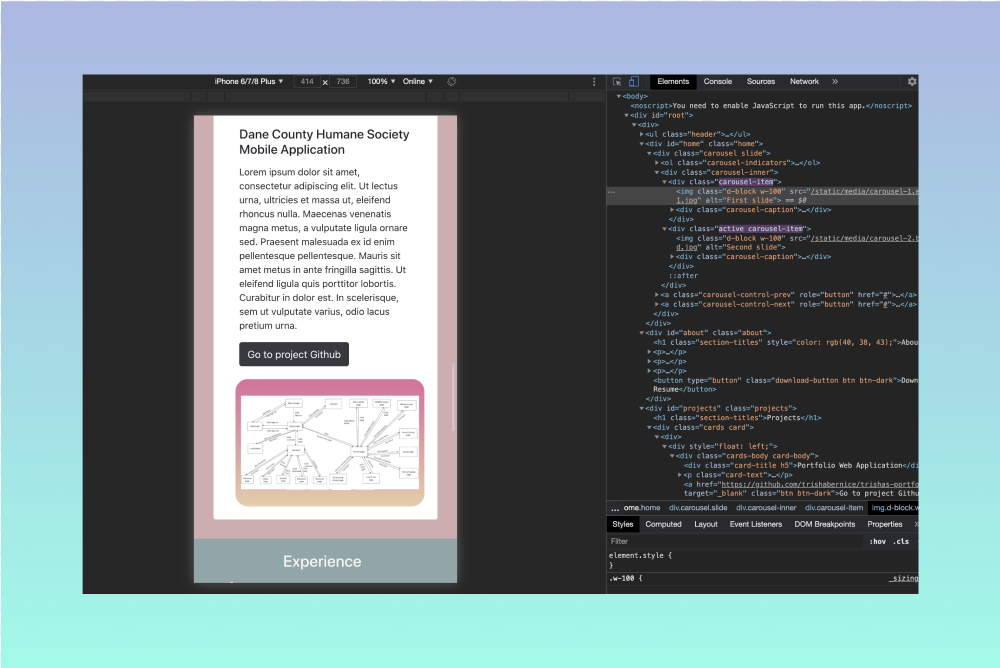 iPhone 6/7/8 Plus ▼ 414 x 736 100% ▼ Online ▼
Elements Console Sources Network »
Dane County Humane Society
Mobile Application
Lorem ipsum dolor sit amet,
consectetur adipiscing elit. Ut lectus
urna, ultricies et massa ut, eleifend
rhoncus nulla. Maecenas venenatis
magna metus, a vulputate ligula ornare
sed. Praesent malesuada ex id enim
pellentesque pellentesque. Mauris sit
amet metus in ante fringilla sagittis. Ut
eleifend ligula quis porttitor lobortis.
Curabitur in dolor est. In scelerisque,
sem ut vulputate varius, odio lacus
pretium urna.
Go to project Github
Experience
▼<body>
<noscript>You need to enable JavaScript to run this app.</noscript>
▼<div id="root">
▼<div>
▶<ul class="header">…</ul>
▼<div id="home" class="home">
▼<div class="carousel slide">
▶<ol class="carousel-indicators">…</ol>
▼<div class="carousel-inner">
▼<div class="carousel-item">
<img class="d-block w-100" src="/static/media/carousel-1.e
1.jpg" alt="First slide"> == $0
▶<div class="carousel-caption">…</div>
</div>
▼<div class="active carousel-item">
<img class="d-block w-100" src="/static/media/carousel-2.b
d.jpg" alt="Second slide">
▶<div class="carousel-caption">…</div>
</div>
::after
</div>
▶<a class="carousel-control-prev" role="button" href="#">…</a>
▶<a class="carousel-control-next" role="button" href="#">…</a>
</div>
</div>
▼<div id="about" class="about">
<h1 class="section-titles" style="color: rgb(40, 38, 43);">Abou
▶<p>…</p>
▶<p>…</p>
▶<p>…</p>
<button type="button" class="download-button btn btn-dark">Down
Resume</button>
</div>
▼<div id="projects" class="projects">
<h1 class="section-titles">Projects</h1>
▼<div class="cards card">
▼<div>
▼<div style="float: left;">
▼<div class="cards-body card-body">
<div class="card-title h5">Portfolio Web Application</di
▶<p class="card-text">…</p>
<a href="https://github.com/trishabernice/trishas-portfo
target="_blank" class="btn btn-dark">Go to project Githu
… ome.home div.carousel.slide div.carousel-inner div.carousel-item img.d-block.w
Styles Computed Layout Event Listeners DOM Breakpoints Properties »
Filter :hov .cls
element.style {
}
.w-100 { _sizing